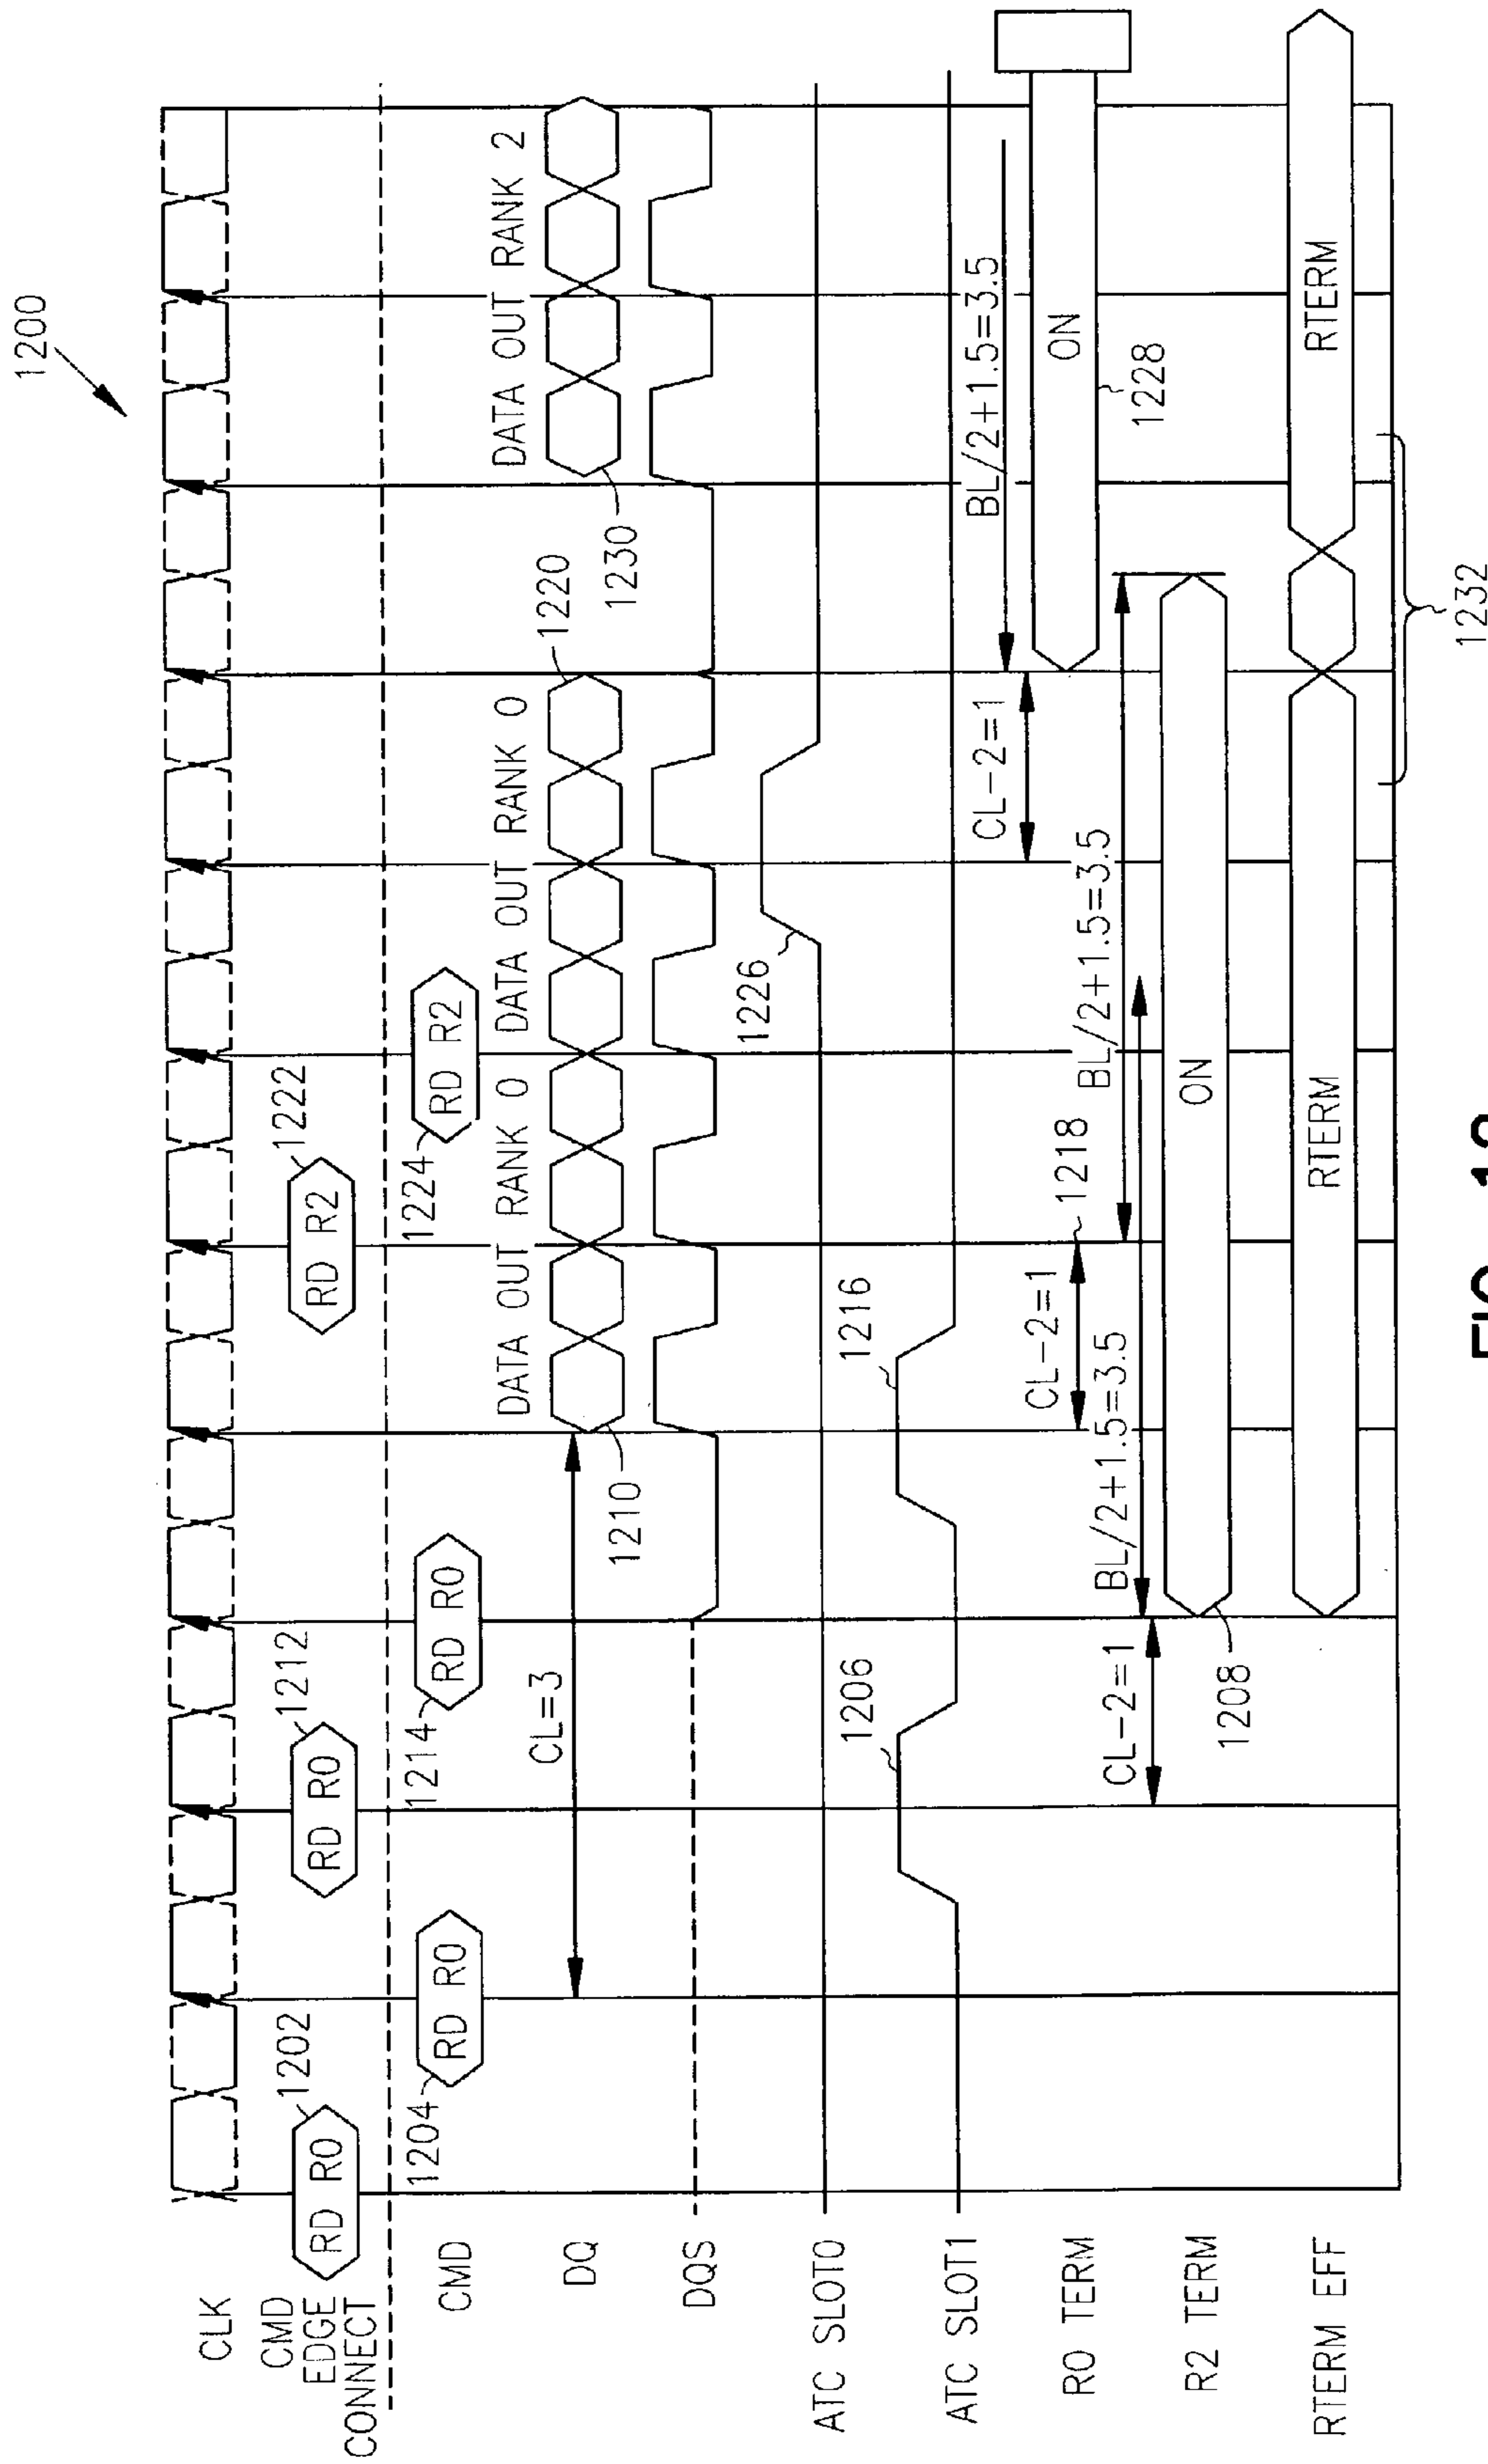 1200
CLK
CMD
EDGE
CONNECT
RD R0
1202
RD R0
1212
RD R2
1222
CMD
1204
RD R0
1214
RD R0
1224
RD R2
DATA OUT RANK 0
DATA OUT RANK 0
DATA OUT RANK 2
DQ
CL=3
1210
1220
1230
DQS
ATC SLOT0
1206
1216
1226
ATC SLOT1
BL/2+1.5=3.5
R0 TERM
CL-2=1
CL-2=1
ON
1218
1228
BL/2+1.5=3.5
BL/2+1.5=3.5
CL-2=1
R2 TERM
1208
ON
RTERM EFF
RTERM
RTERM
1232